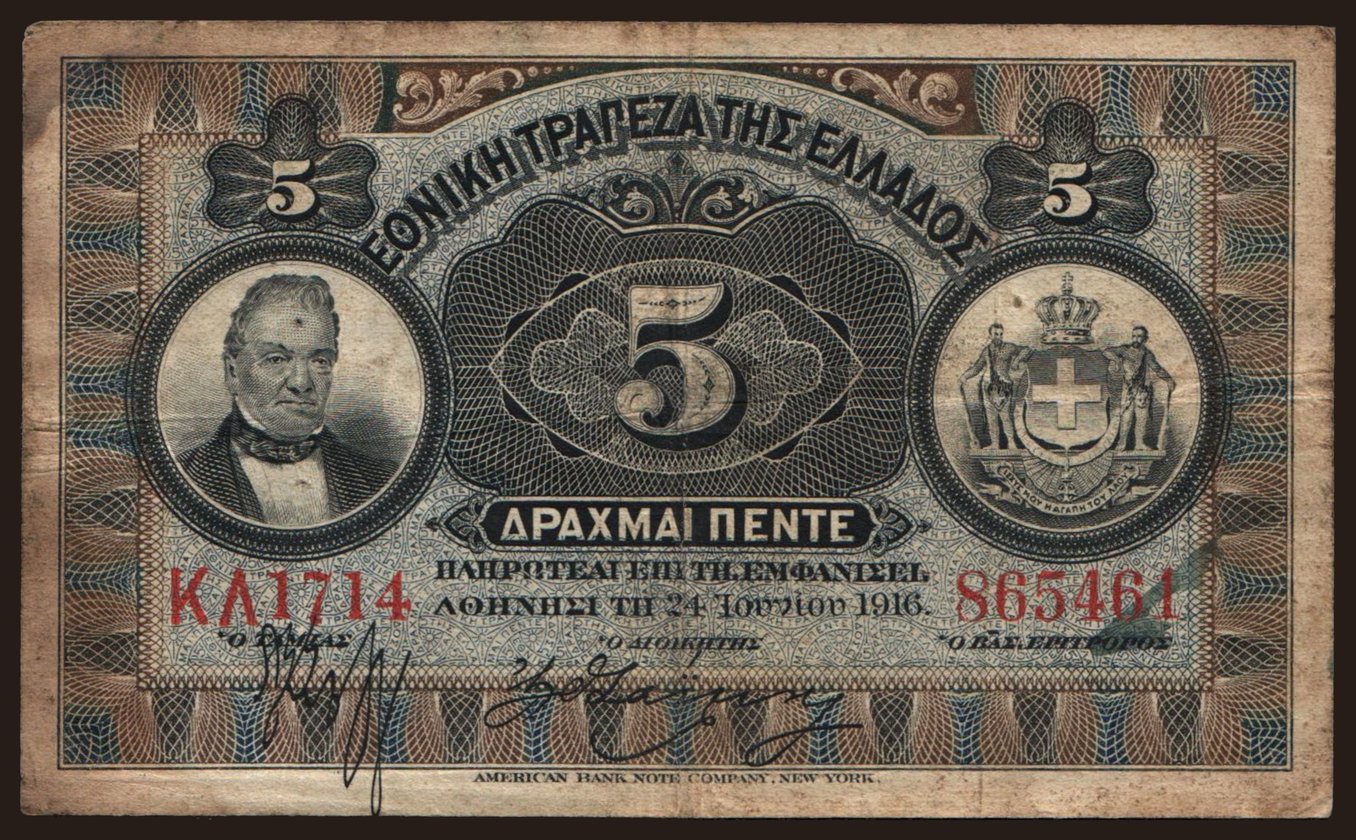 ΕΘΝΙΚΗ ΤΡΑΠΕΖΑ ΤΗΣ ΕΛΛΑΔΟΣ
5
5
5
ΔΡΑΧΜΑΙ ΠΕΝΤΕ
ΠΛΗΡΩΤΕΑΙ ΕΠΙ ΤΗ ΕΜΦΑΝΙΣΕΙ.
ΚΛ1714
ΑΘΗΝΗΣΙ ΤΗ 24 Ἰουνίου 1916.
865461
Ὁ ΔΙΟΙΚΗΤΗΣ
Ὁ ΒΑΣ. ΕΠΙΤΡΟΠΟΣ
AMERICAN BANK NOTE COMPANY, NEW YORK.